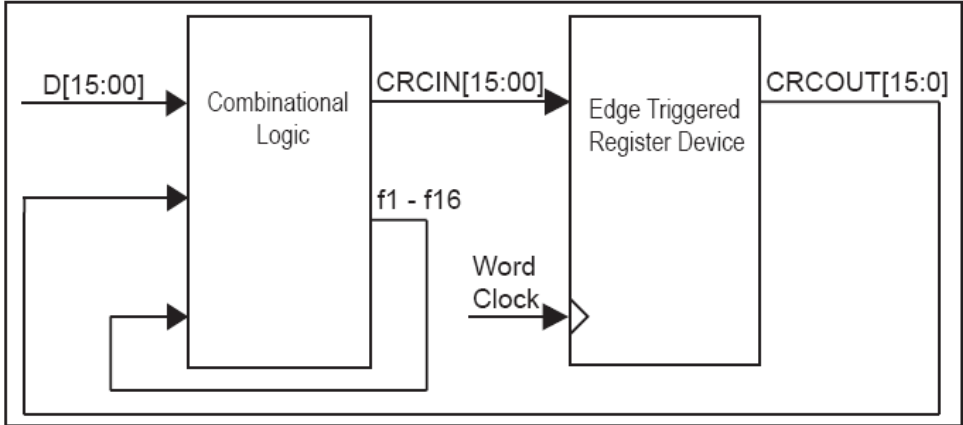 D[15:00]
Combinational
Logic
CRCIN[15:00]
f1 - f16
Edge Triggered
Register Device
Word
Clock
CRCOUT[15:0]